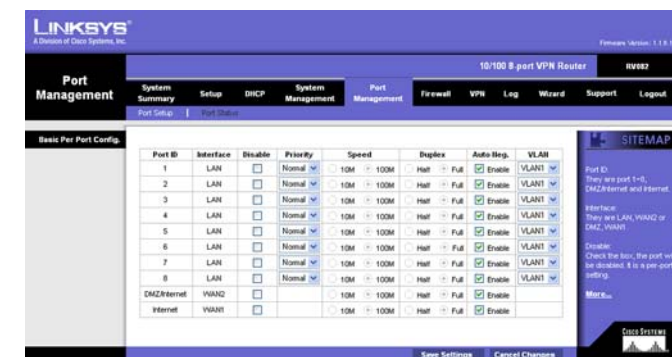 LINKSYS®
A Division of Cisco Systems, Inc.
Firmware Version: 1.1.6.1
10/100 8-port VPN Router RV082
Port Management
System Summary Setup DHCP System Management Port Management Firewall VPN Log Wizard Support Logout
Port Setup | Port Status
Basic Per Port Config.
Port ID Interface Disable Priority Speed Duplex Auto Neg. VLAN
1 LAN Normal 10M 100M Half Full Enable VLAN1
2 LAN Normal 10M 100M Half Full Enable VLAN1
3 LAN Normal 10M 100M Half Full Enable VLAN1
4 LAN Normal 10M 100M Half Full Enable VLAN1
5 LAN Normal 10M 100M Half Full Enable VLAN1
6 LAN Normal 10M 100M Half Full Enable VLAN1
7 LAN Normal 10M 100M Half Full Enable VLAN1
8 LAN Normal 10M 100M Half Full Enable VLAN1
DMZ/Internet WAN2 10M 100M Half Full Enable
Internet WAN1 10M 100M Half Full Enable
SITEMAP
Port ID:
They are port 1~8,
DMZ/Internet and Internet.
Interface:
They are LAN, WAN2 or
DMZ, WAN1.
Disable:
Check the box, the port wi
be disabled. It is a per-port
setting.
More...
Save Settings Cancel Changes
CISCO SYSTEMS